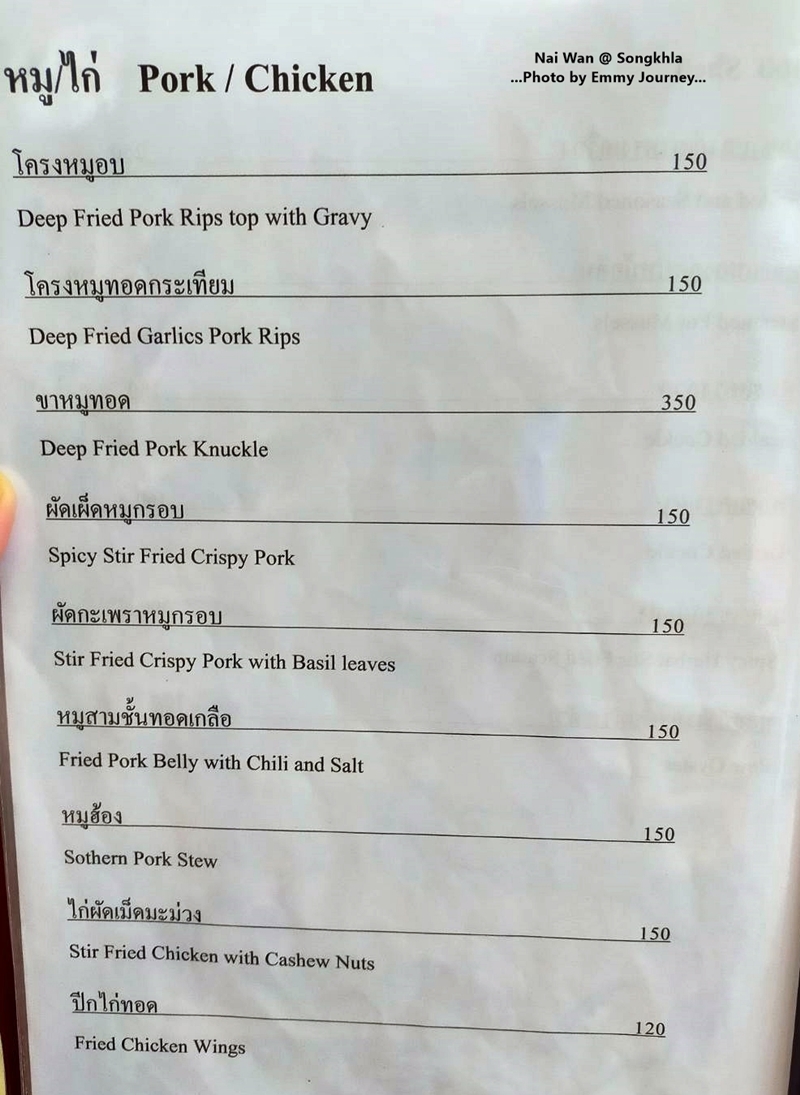 หมู/ไก่ Pork / Chicken
Nai Wan @ Songkhla
...Photo by Emmy Journey...
โครงหมูอบ 150
Deep Fried Pork Rips top with Gravy
โครงหมูทอดกระเทียม 150
Deep Fried Garlics Pork Rips
ขาหมูทอด 350
Deep Fried Pork Knuckle
ผัดเผ็ดหมูกรอบ 150
Spicy Stir Fried Crispy Pork
ผัดกะเพราหมูกรอบ 150
Stir Fried Crispy Pork with Basil leaves
หมูสามชั้นทอดเกลือ 150
Fried Pork Belly with Chili and Salt
หมูฮ้อง 150
Sothern Pork Stew
ไก่ผัดเม็ดมะม่วง 150
Stir Fried Chicken with Cashew Nuts
ปีกไก่ทอด 120
Fried Chicken Wings